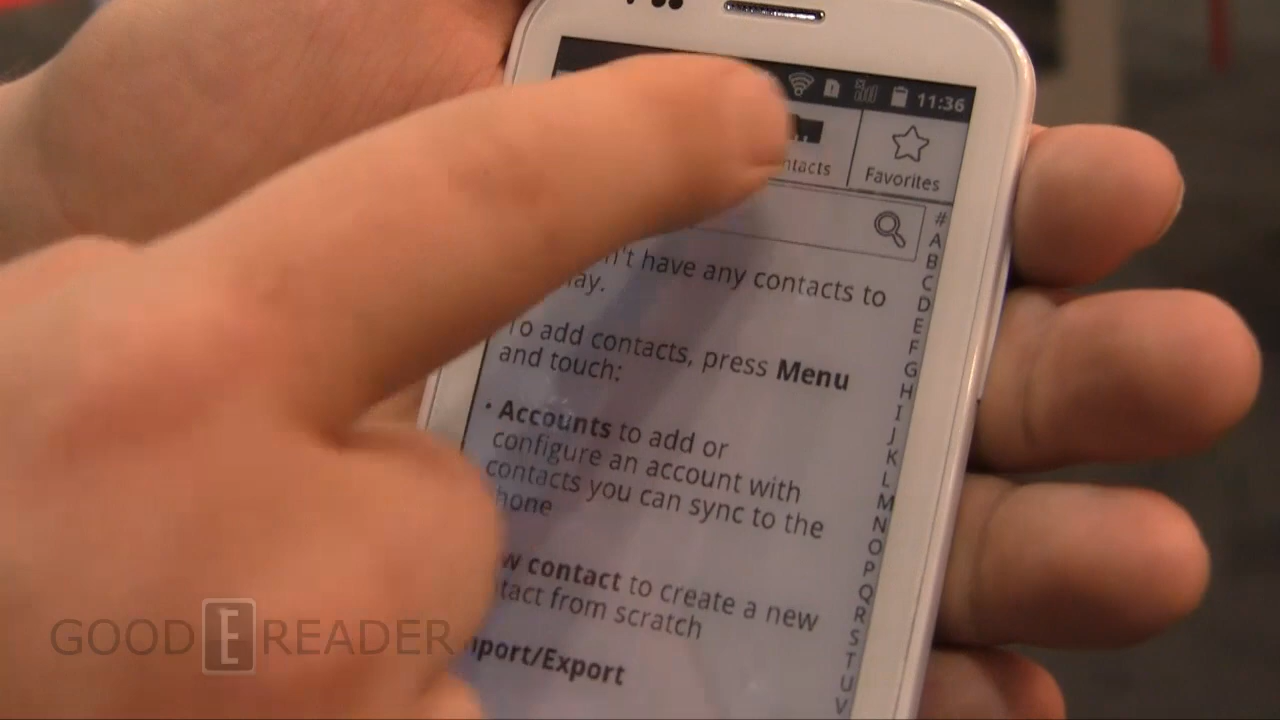 11:36
ntacts
Favorites
#
n't have any contacts to
ay.
A
B
C
D
To add contacts, press Menu
and touch:
E
F
G
H
• Accounts to add or
configure an account with
contacts you can sync to the
hone
I
J
K
L
M
N
w contact to create a new
tact from scratch
O
P
Q
R
port/Export
S
T
U
V
GOOD E READER